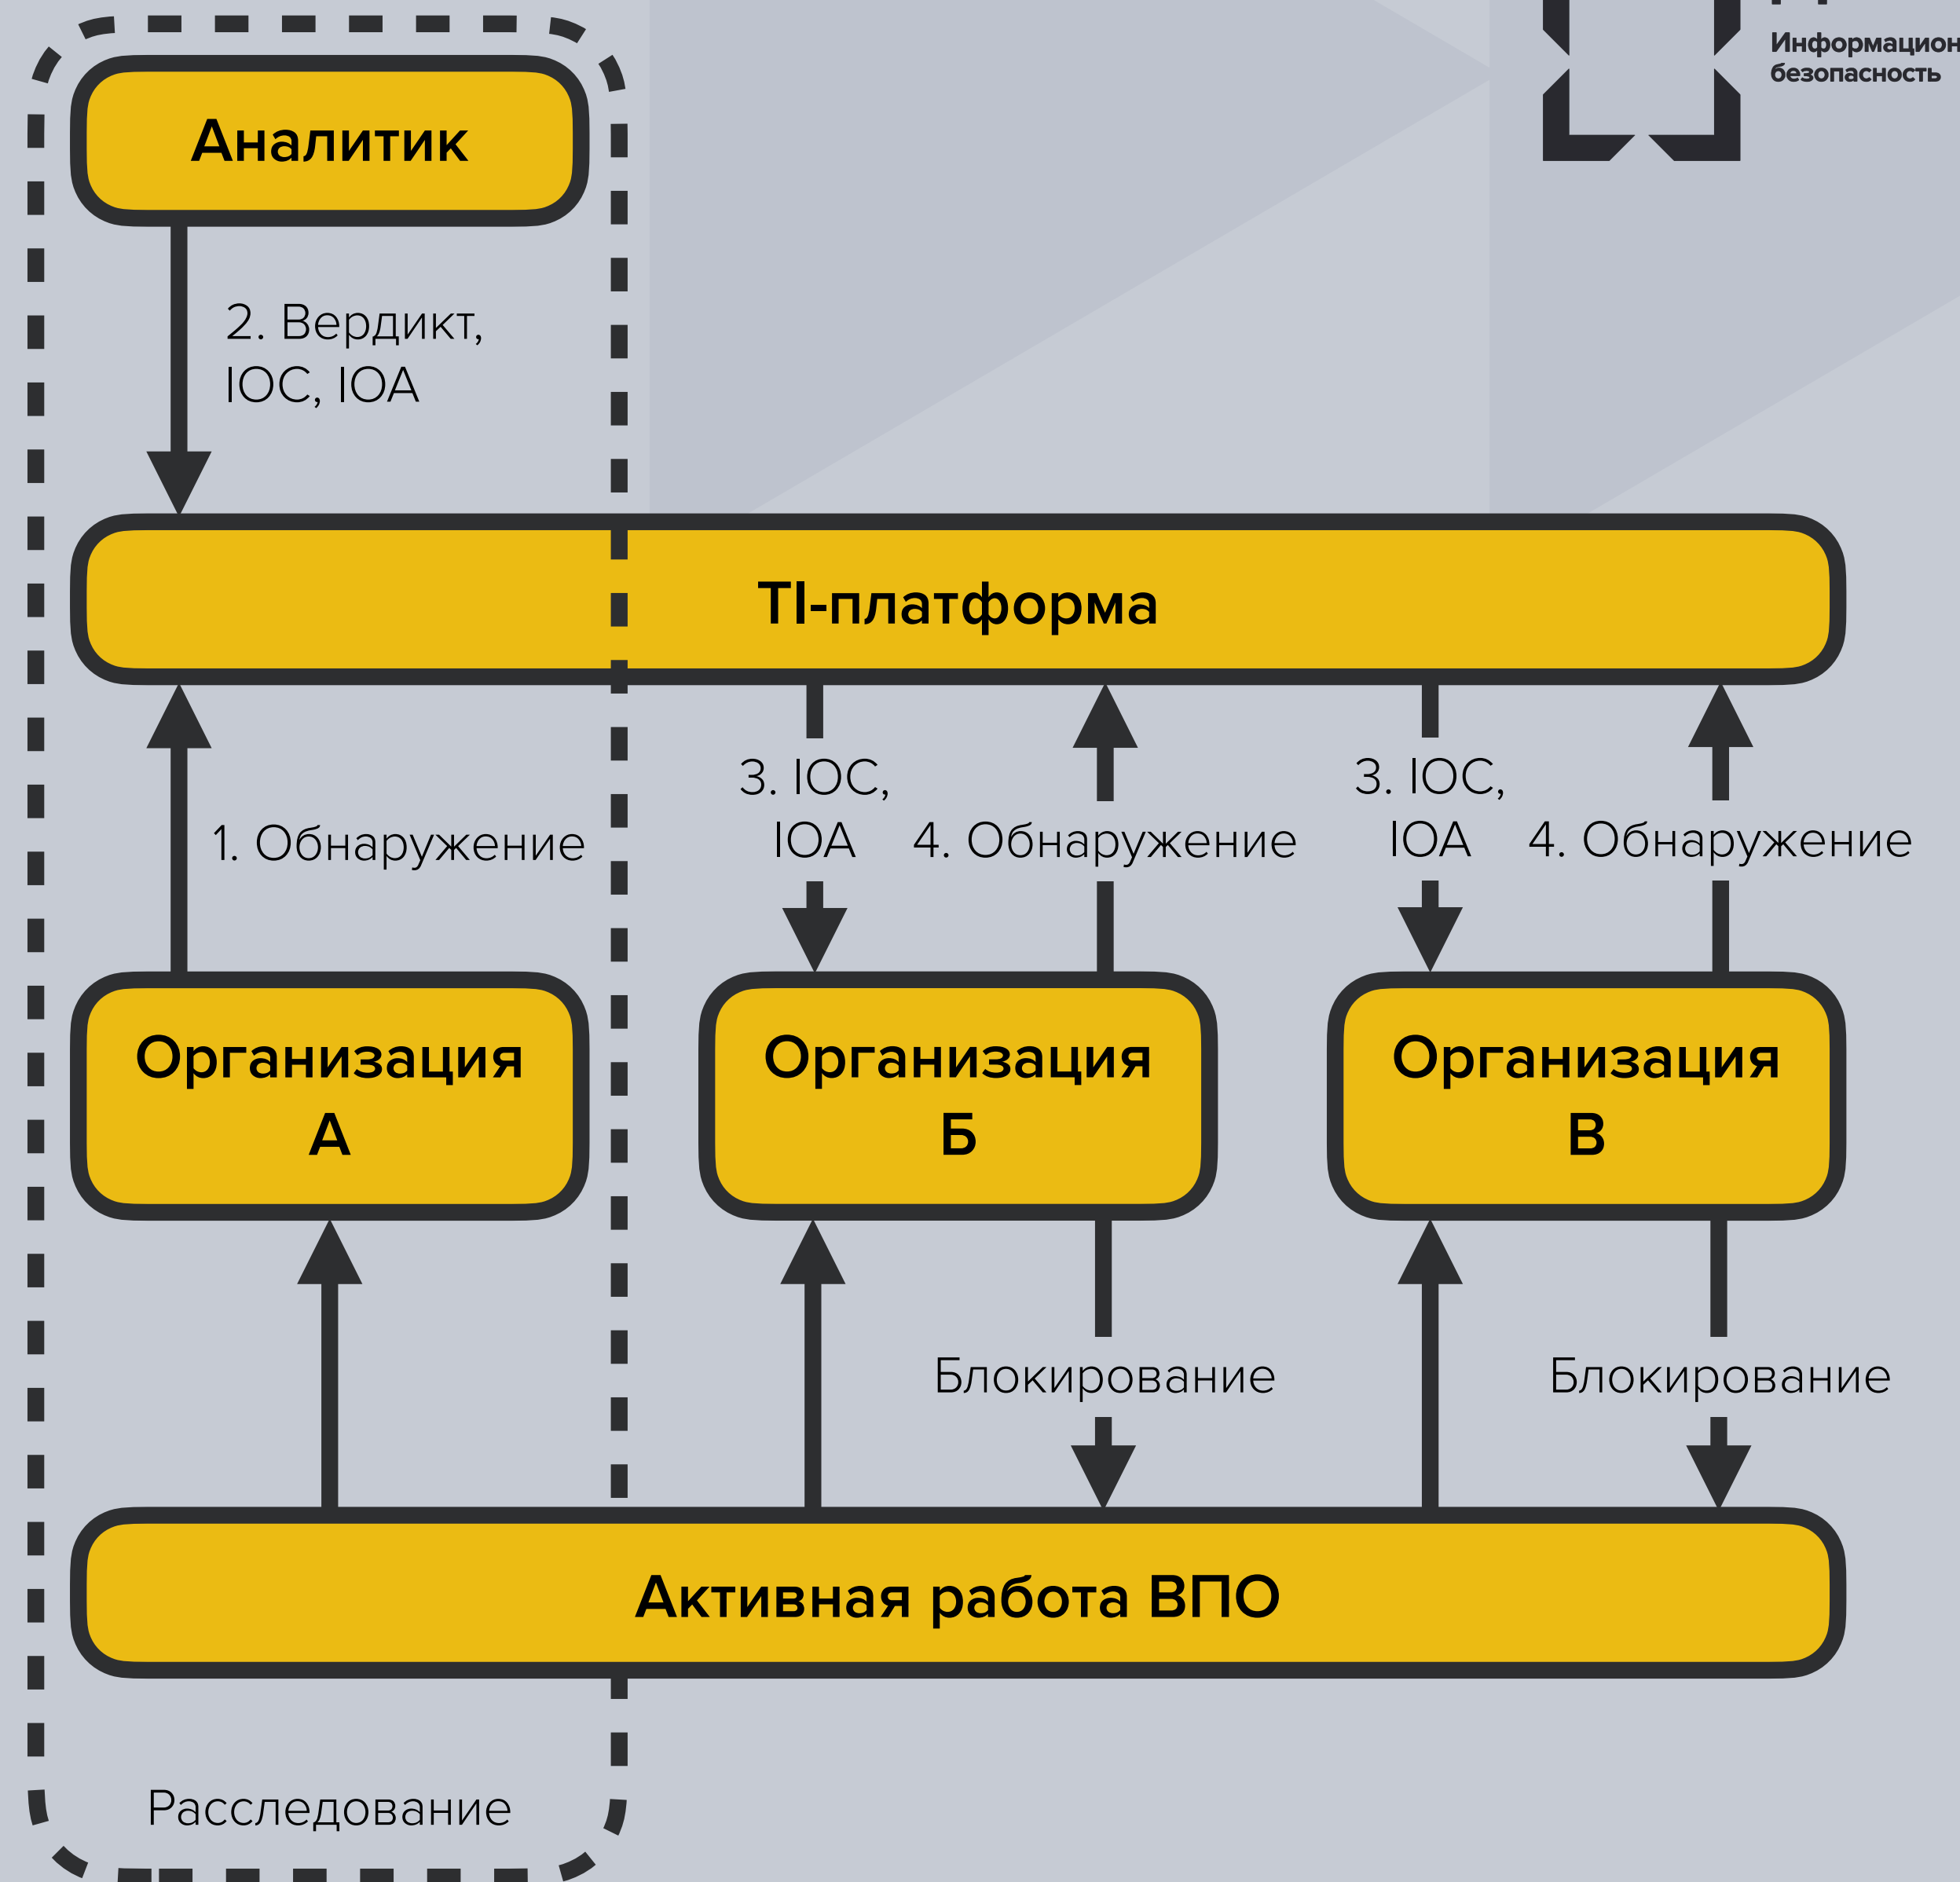 Информацион
безопасность
Аналитик
2. Вердикт,
IOC, IOA
TI-платформа
1. Обнаружение
3. IOC,
IOA
4. Обнаружение
3. IOC,
IOA
4. Обнаружение
Организация
А
Организация
Б
Организация
В
Блокирование
Блокирование
Активная работа ВПО
Расследование